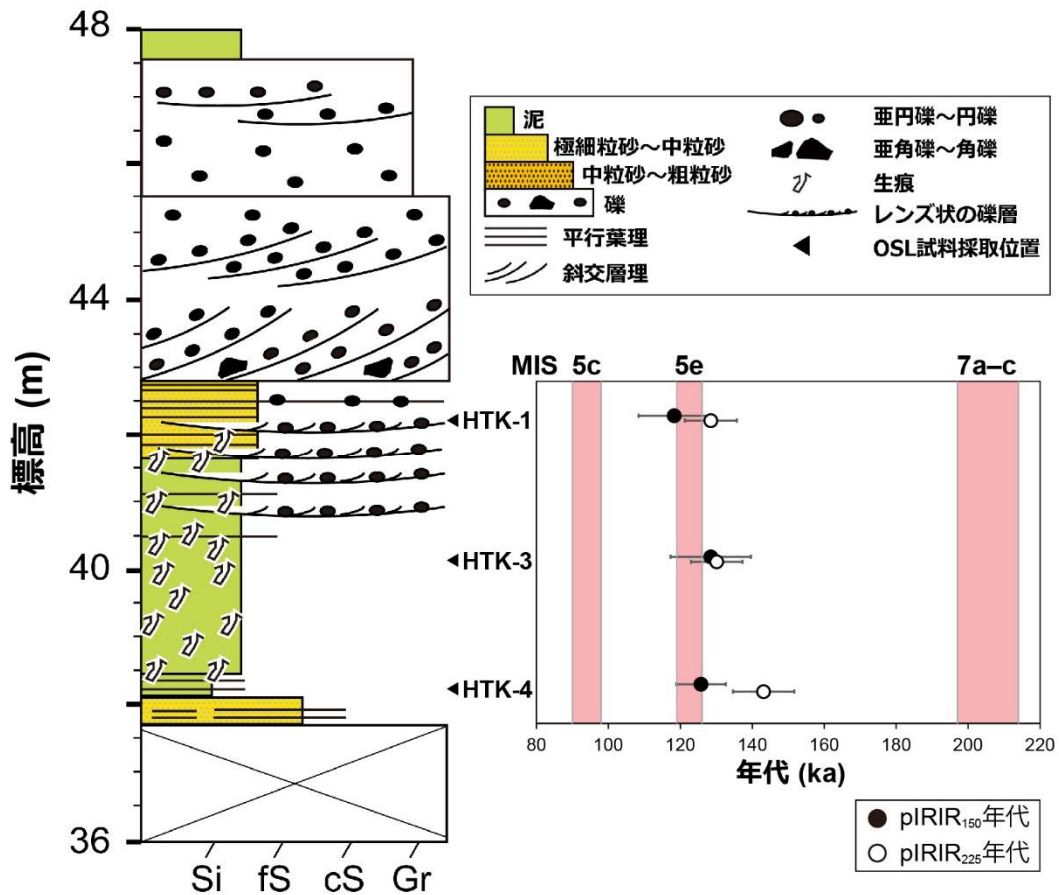 48
44
40
36
標高 (m)
Si fS cS Gr
泥
極細粒砂～中粒砂
中粒砂～粗粒砂
礫
平行葉理
斜交層理
亜円礫～円礫
亜角礫～角礫
生痕
レンズ状の礫層
OSL試料採取位置
MIS 5c 5e 7a–c
HTK-1
HTK-3
HTK-4
80 100 120 140 160 180 200 220
年代 (ka)
pIRIR150年代
pIRIR225年代